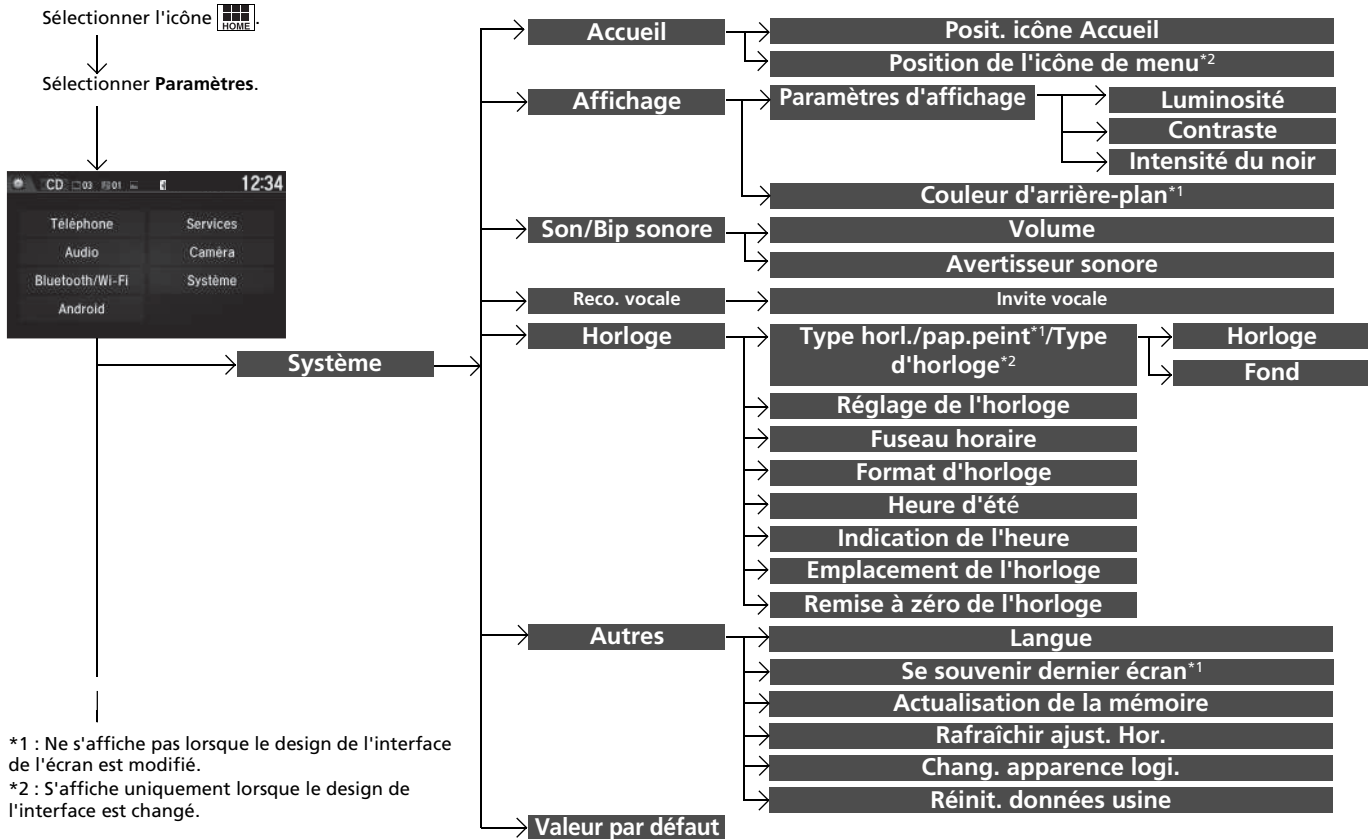 Sélectionner l'icône HOME.
Sélectionner Paramètres.
CD 03 01 12:34
Téléphone Services
Audio Caméra
Bluetooth/Wi-Fi Système
Android
Système
Accueil
Posit. icône Accueil
Position de l'icône de menu*2
Affichage
Paramètres d'affichage
Luminosité
Contraste
Intensité du noir
Couleur d'arrière-plan*1
Son/Bip sonore
Volume
Avertisseur sonore
Reco. vocale
Invite vocale
Horloge
Type horl./pap.peint*1/Type
d'horloge*2
Horloge
Fond
Réglage de l'horloge
Fuseau horaire
Format d'horloge
Heure d'été
Indication de l'heure
Emplacement de l'horloge
Remise à zéro de l'horloge
Autres
Langue
Se souvenir dernier écran*1
Actualisation de la mémoire
Rafraîchir ajust. Hor.
Chang. apparence logi.
Réinit. données usine
Valeur par défaut
*1 : Ne s'affiche pas lorsque le design de l'interface
de l'écran est modifié.
*2 : S'affiche uniquement lorsque le design de
l'interface est changé.